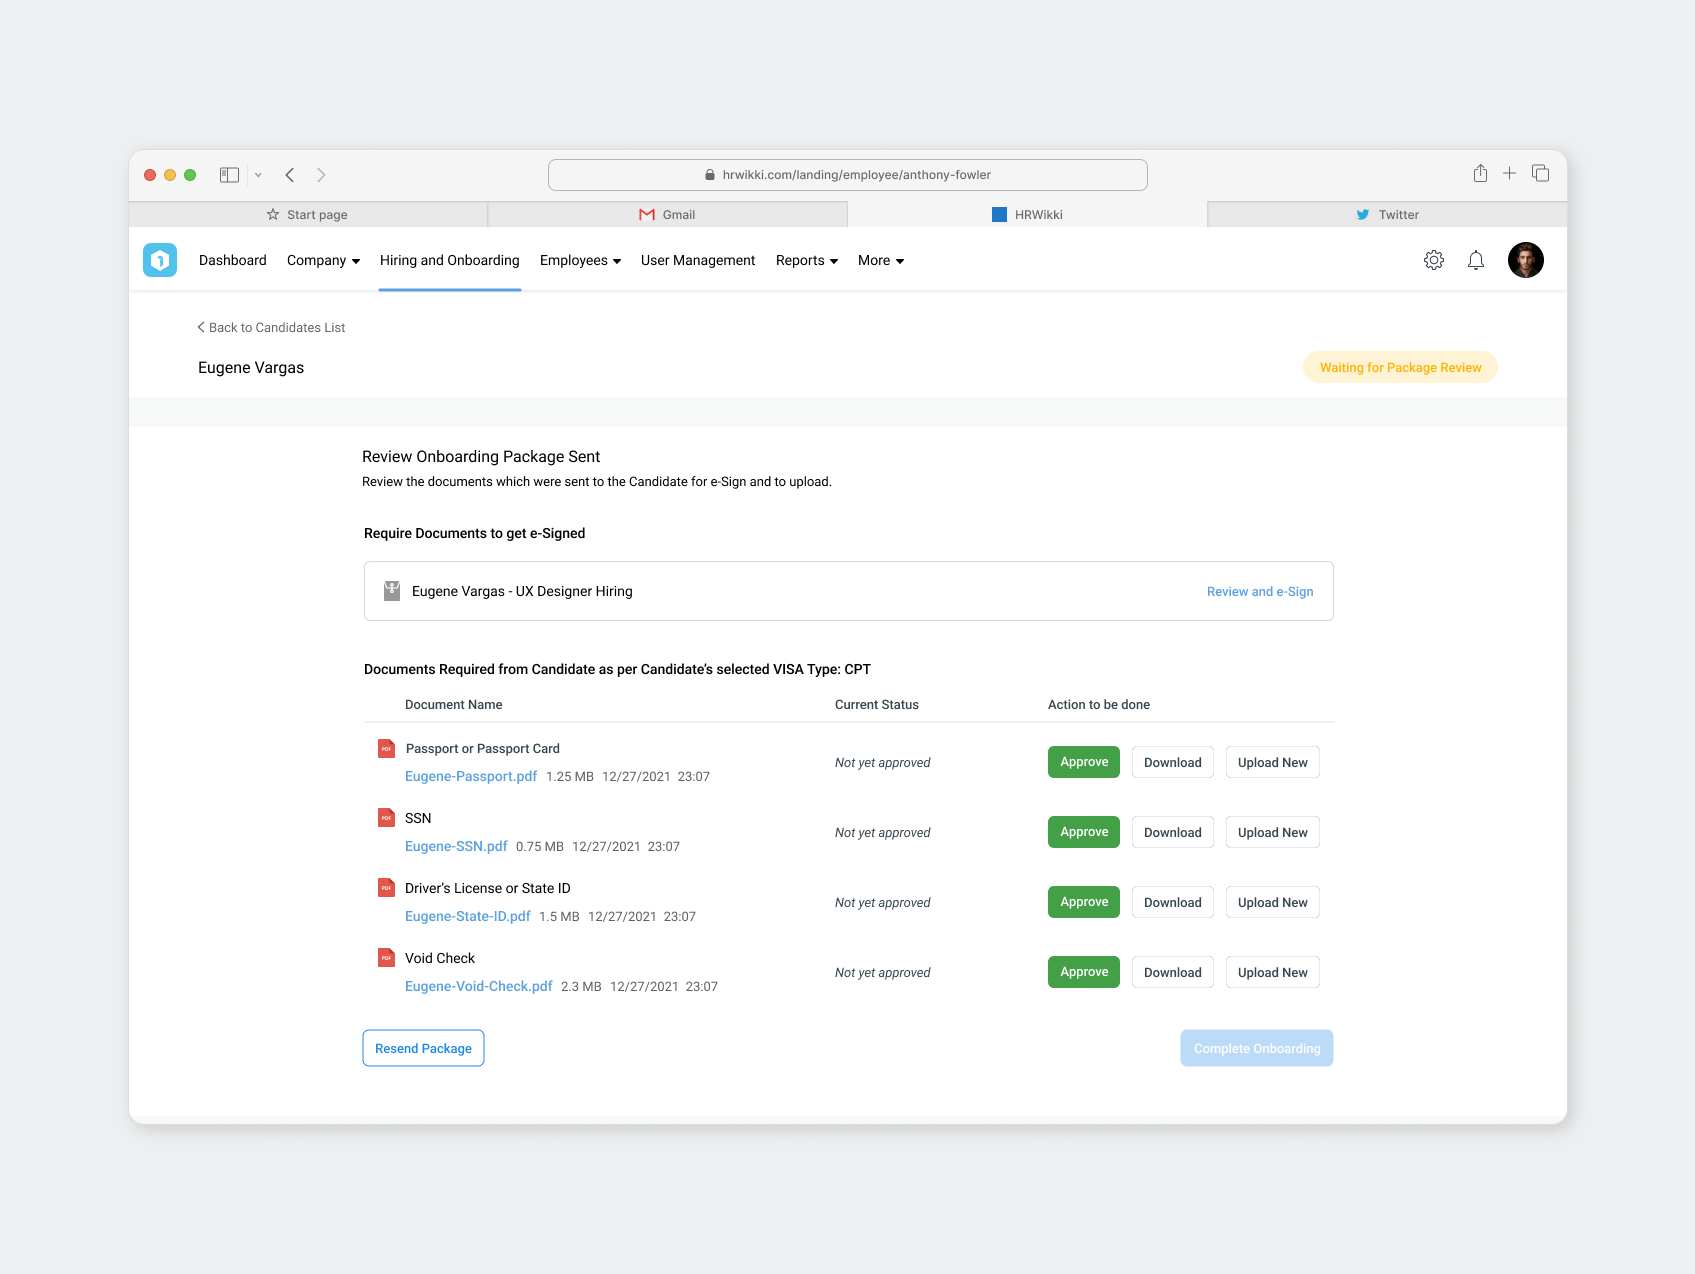 hrwikki.com/landing/employee/anthony-fowler
Start page Gmail HRWikki Twitter
Dashboard Company Hiring and Onboarding Employees User Management Reports More
Back to Candidates List
Eugene Vargas Waiting for Package Review
Review Onboarding Package Sent
Review the documents which were sent to the Candidate for e-Sign and to upload.
Require Documents to get e-Signed
Eugene Vargas - UX Designer Hiring Review and e-Sign
Documents Required from Candidate as per Candidate’s selected VISA Type: CPT
Document Name Current Status Action to be done
PDF Passport or Passport Card
Not yet approved Approve Download Upload New
Eugene-Passport.pdf 1.25 MB 12/27/2021 23:07
PDF SSN
Not yet approved Approve Download Upload New
Eugene-SSN.pdf 0.75 MB 12/27/2021 23:07
PDF Driver’s License or State ID
Not yet approved Approve Download Upload New
Eugene-State-ID.pdf 1.5 MB 12/27/2021 23:07
PDF Void Check
Not yet approved Approve Download Upload New
Eugene-Void-Check.pdf 2.3 MB 12/27/2021 23:07
Resend Package Complete Onboarding